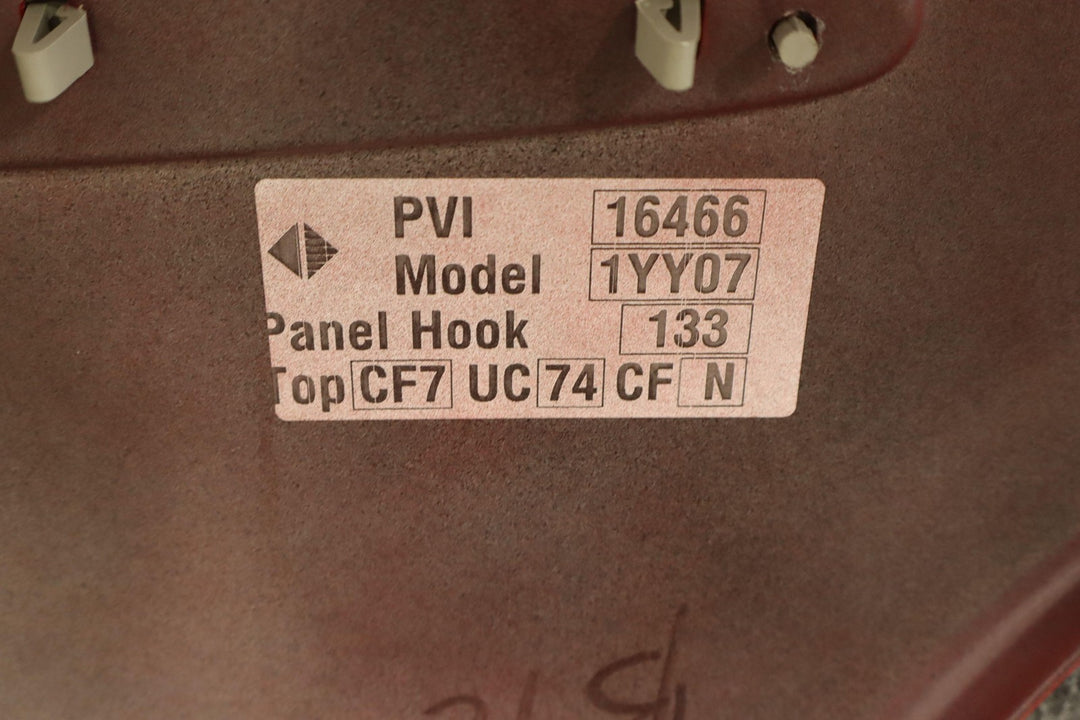 PVI 16466
Model 1YY07
Panel Hook 133
Top CF7 UC 74 CF N